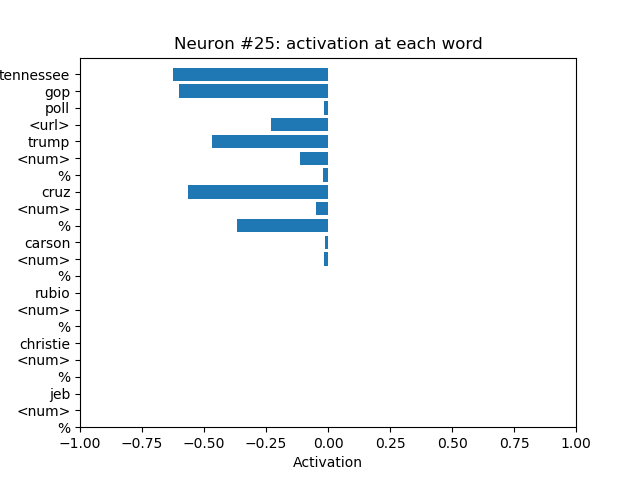 Neuron #25: activation at each word
tennessee
gop
poll
<url>
trump
<num>
%
cruz
<num>
%
carson
<num>
%
rubio
<num>
%
christie
<num>
%
jeb
<num>
%
−1.00 −0.75 −0.50 −0.25 0.00 0.25 0.50 0.75 1.00
Activation